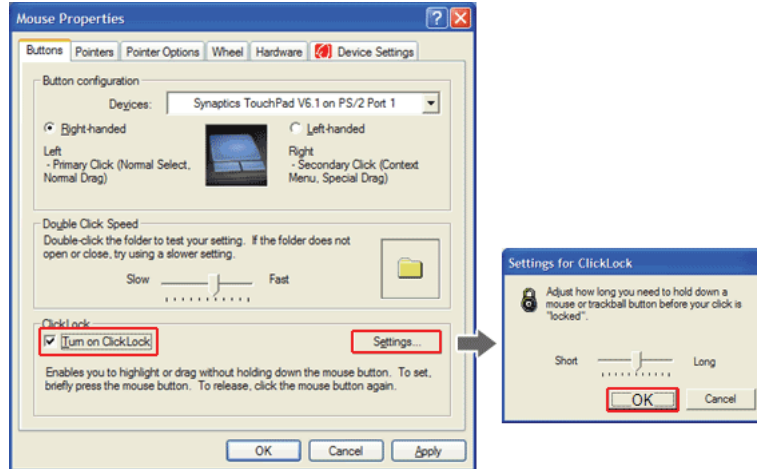 Mouse Properties
Buttons Pointers Pointer Options Wheel Hardware Device Settings
Button configuration
Devices: Synaptics TouchPad V6.1 on PS/2 Port 1
Right-handed
Left-handed
Left
- Primary Click (Normal Select,
Normal Drag)
Right
- Secondary Click (Context
Menu, Special Drag)
Double Click Speed
Double-click the folder to test your setting. If the folder does not
open or close, try using a slower setting.
Slow Fast
ClickLock
Turn on ClickLock
Settings...
Enables you to highlight or drag without holding down the mouse button. To set,
briefly press the mouse button. To release, click the mouse button again.
OK Cancel Apply
Settings for ClickLock
Adjust how long you need to hold down a
mouse or trackball button before your click is
"locked".
Short Long
OK Cancel